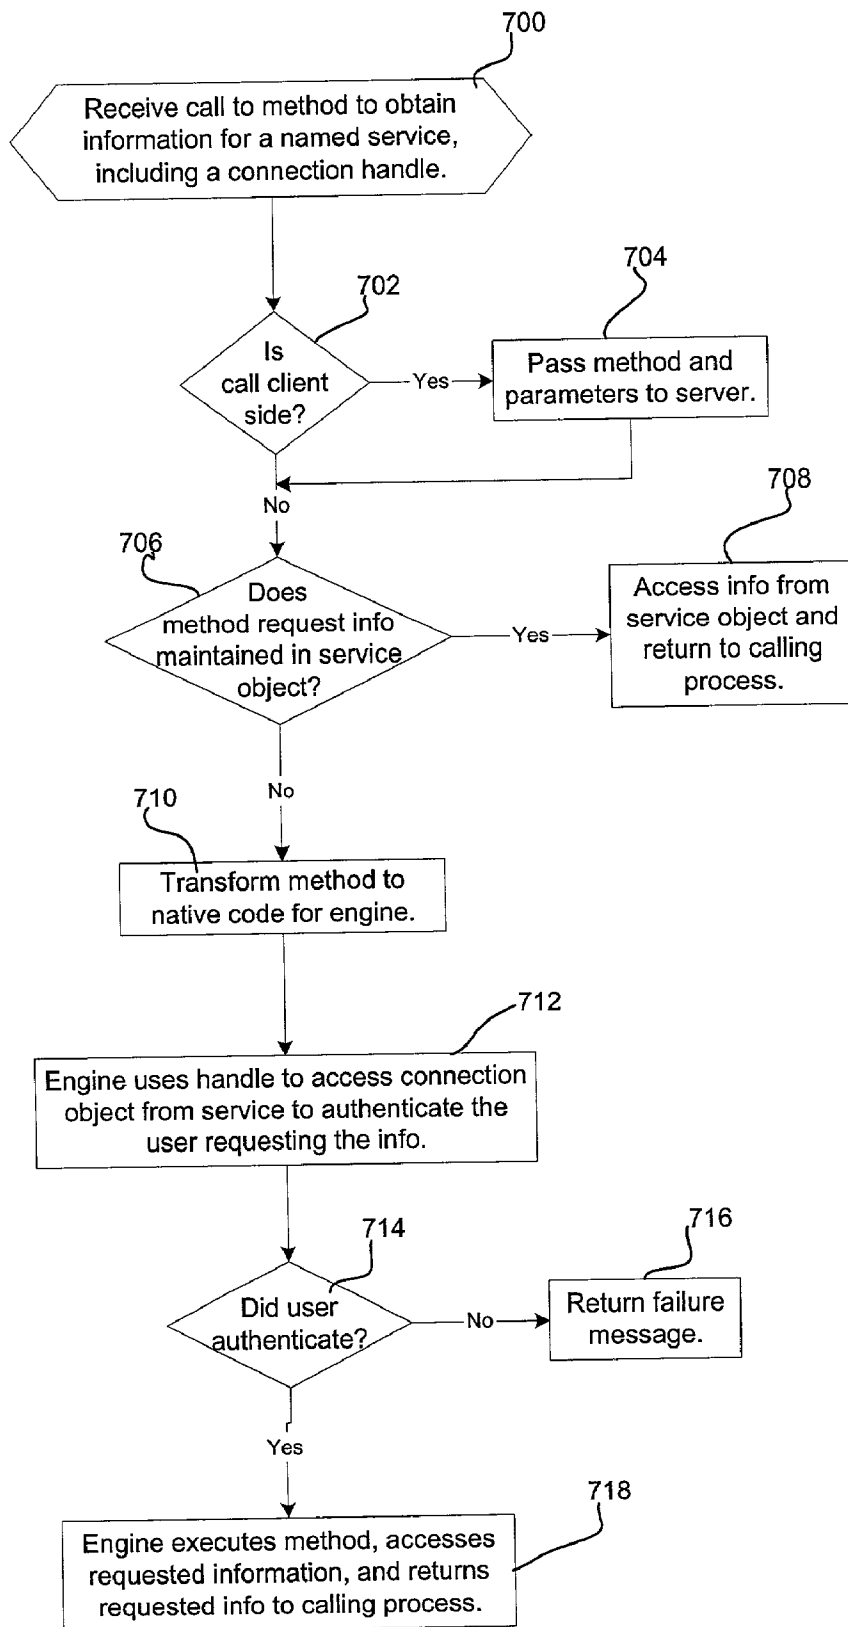 700
Receive call to method to obtain
information for a named service,
including a connection handle.
702
704
Is
call client
side?
Yes
Pass method and
parameters to server.
No
706
708
Does
method request info
maintained in service
object?
Yes
Access info from
service object and
return to calling
process.
No
710
Transform method to
native code for engine.
712
Engine uses handle to access connection
object from service to authenticate the
user requesting the info.
714
716
Did user
authenticate?
No
Return failure
message.
Yes
718
Engine executes method, accesses
requested information, and returns
requested info to calling process.